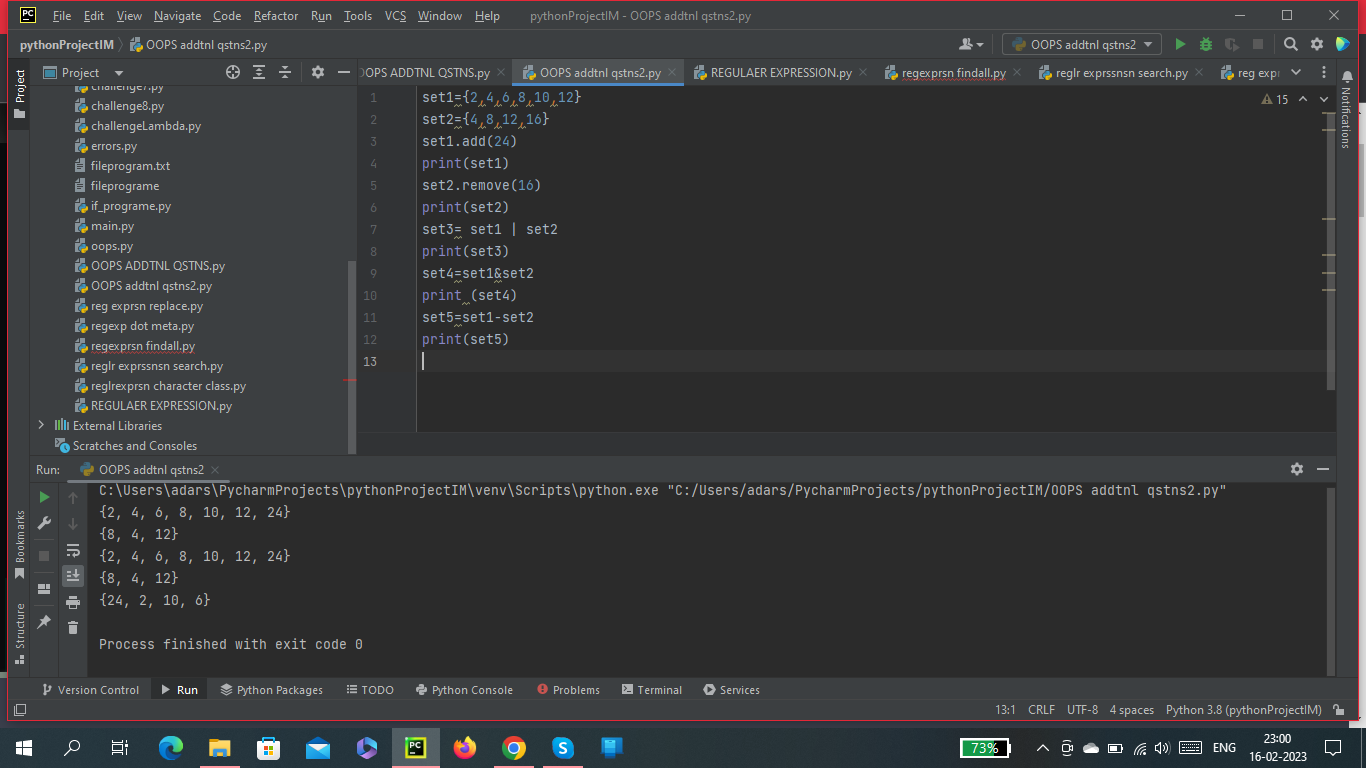 File Edit View Navigate Code Refactor Run Tools VCS Window Help pythonProjectIM - OOPS addtnl qstns2.py
pythonProjectIM OOPS addtnl qstns2.py OOPS addtnl qstns2
Project
Project
OOPS ADDTNL QSTNS.py OOPS addtnl qstns2.py REGULAER EXPRESSION.py regexprsn findall.py reglr exprssnsn search.py reg expr
Notifications
challenge7.py
challenge8.py
challengeLambda.py
errors.py
fileprogram.txt
fileprograme
if_programe.py
main.py
oops.py
OOPS ADDTNL QSTNS.py
OOPS addtnl qstns2.py
reg exprsn replace.py
regexp dot meta.py
regexprsn findall.py
reglr exprssnsn search.py
reglrexprsn character class.py
REGULAER EXPRESSION.py
External Libraries
Scratches and Consoles
15
1 set1={2,4,6,8,10,12}
2 set2={4,8,12,16}
3 set1.add(24)
4 print(set1)
5 set2.remove(16)
6 print(set2)
7 set3= set1 | set2
8 print(set3)
9 set4=set1&set2
10 print (set4)
11 set5=set1-set2
12 print(set5)
13
Run: OOPS addtnl qstns2
C:\Users\adars\PycharmProjects\pythonProjectIM\venv\Scripts\python.exe "C:/Users/adars/PycharmProjects/pythonProjectIM/OOPS addtnl qstns2.py"
{2, 4, 6, 8, 10, 12, 24}
{8, 4, 12}
{2, 4, 6, 8, 10, 12, 24}
{8, 4, 12}
{24, 2, 10, 6}
Process finished with exit code 0
Bookmarks
Structure
Version Control Run Python Packages TODO Python Console Problems Terminal Services
13:1 CRLF UTF-8 4 spaces Python 3.8 (pythonProjectIM)
73% ENG 23:00
16-02-2023